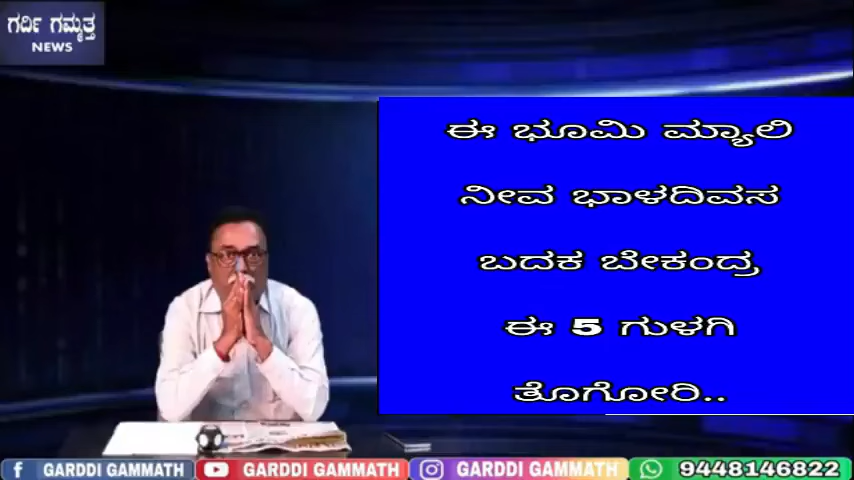 ಗರ್ದಿ ಗಮ್ಮತ್ತ
NEWS
ಈ ಭೂಮಿ ಮ್ಯಾಲಿ
ನೀವ ಭಾಳದಿವಸ
ಬದಕ ಬೇಕಂದ್ರ
ಈ 5 ಗುಳಗಿ
ತೊಗೋರಿ..
GARDDI GAMMATH GARDDI GAMMATH GARDDI GAMMATH 9448146822